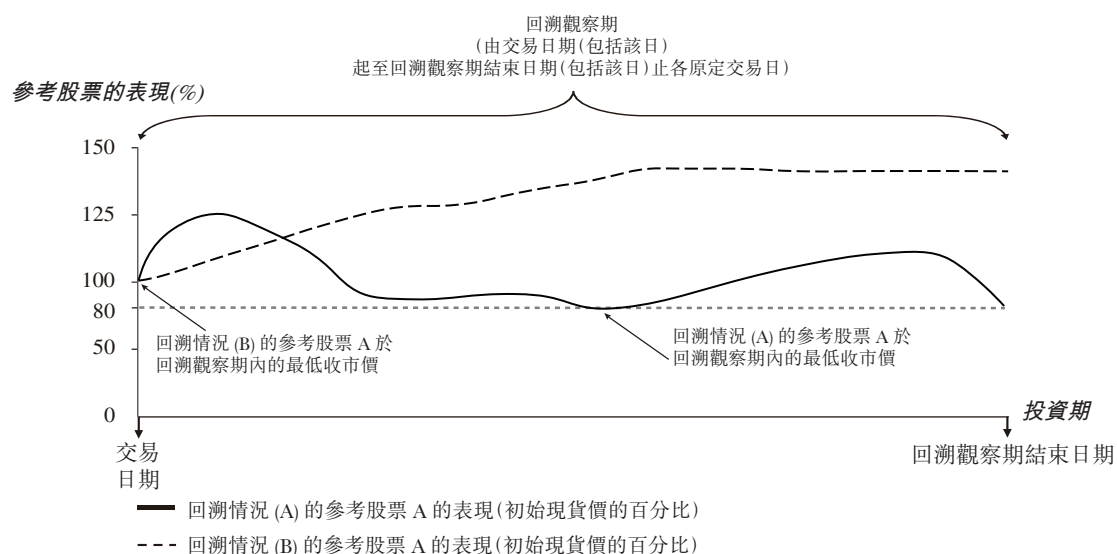 回溯觀察期
(由交易日期(包括該日)
起至回溯觀察期結束日期(包括該日)止各原定交易日)
參考股票的表現(%)
150
125
100
80
回溯情況 (B) 的參考股票 A 於
回溯觀察期內的最低收市價
回溯情況 (A) 的參考股票 A 於
回溯觀察期內的最低收市價
50
0
投資期
交易
日期
回溯觀察期結束日期
回溯情況 (A) 的參考股票 A 的表現(初始現貨價的百分比)
回溯情況 (B) 的參考股票 A 的表現(初始現貨價的百分比)